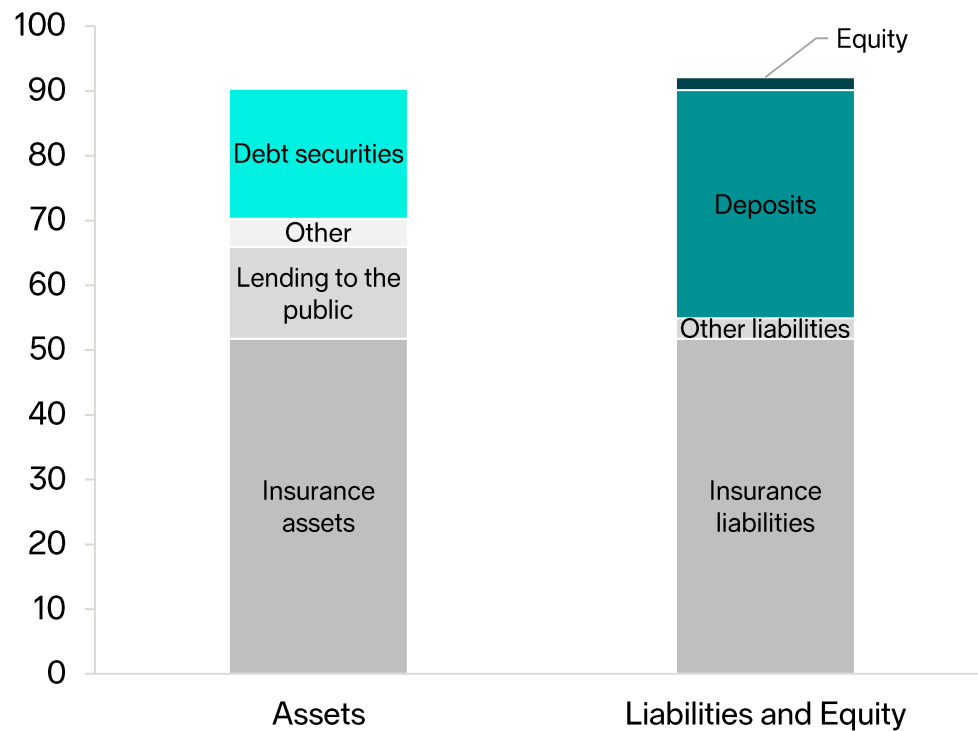 100
90
80
70
60
50
40
30
20
10
0
Debt securities
Other
Lending to the
public
Insurance
assets
Equity
Deposits
Other liabilities
Insurance
liabilities
Assets
Liabilities and Equity